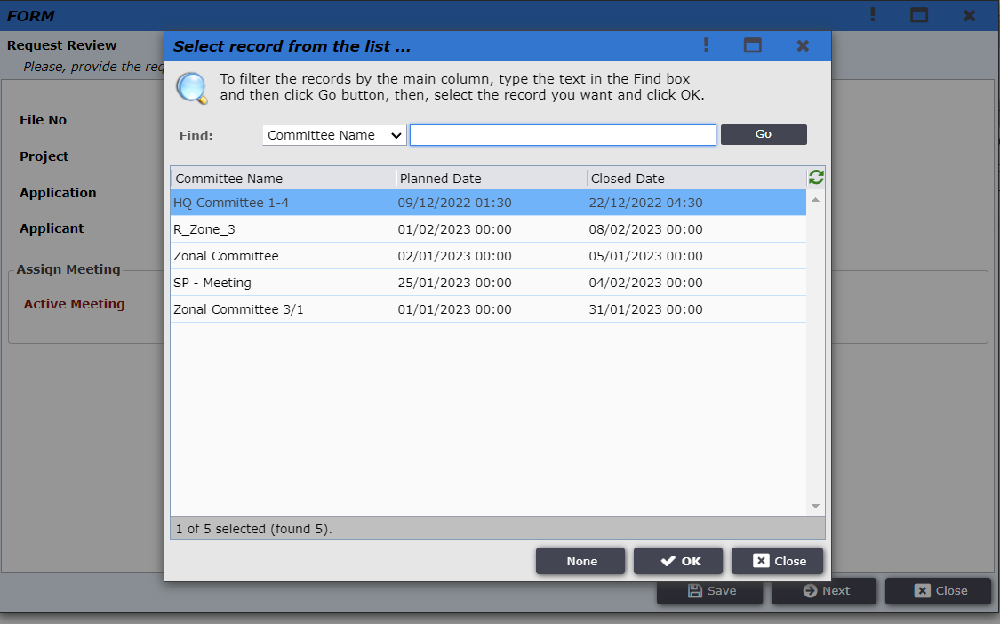 FORM
Request Review
Please, provide the req
File No
Project
Application
Applicant
Assign Meeting
Active Meeting
Select record from the list ...
To filter the records by the main column, type the text in the Find box
and then click Go button, then, select the record you want and click OK.
Find: Committee Name Go
Committee Name Planned Date Closed Date
HQ Committee 1-4 09/12/2022 01:30 22/12/2022 04:30
R_Zone_3 01/02/2023 00:00 08/02/2023 00:00
Zonal Committee 02/01/2023 00:00 05/01/2023 00:00
SP - Meeting 25/01/2023 00:00 04/02/2023 00:00
Zonal Committee 3/1 01/01/2023 00:00 31/01/2023 00:00
1 of 5 selected (found 5).
None OK Close
Save Next Close